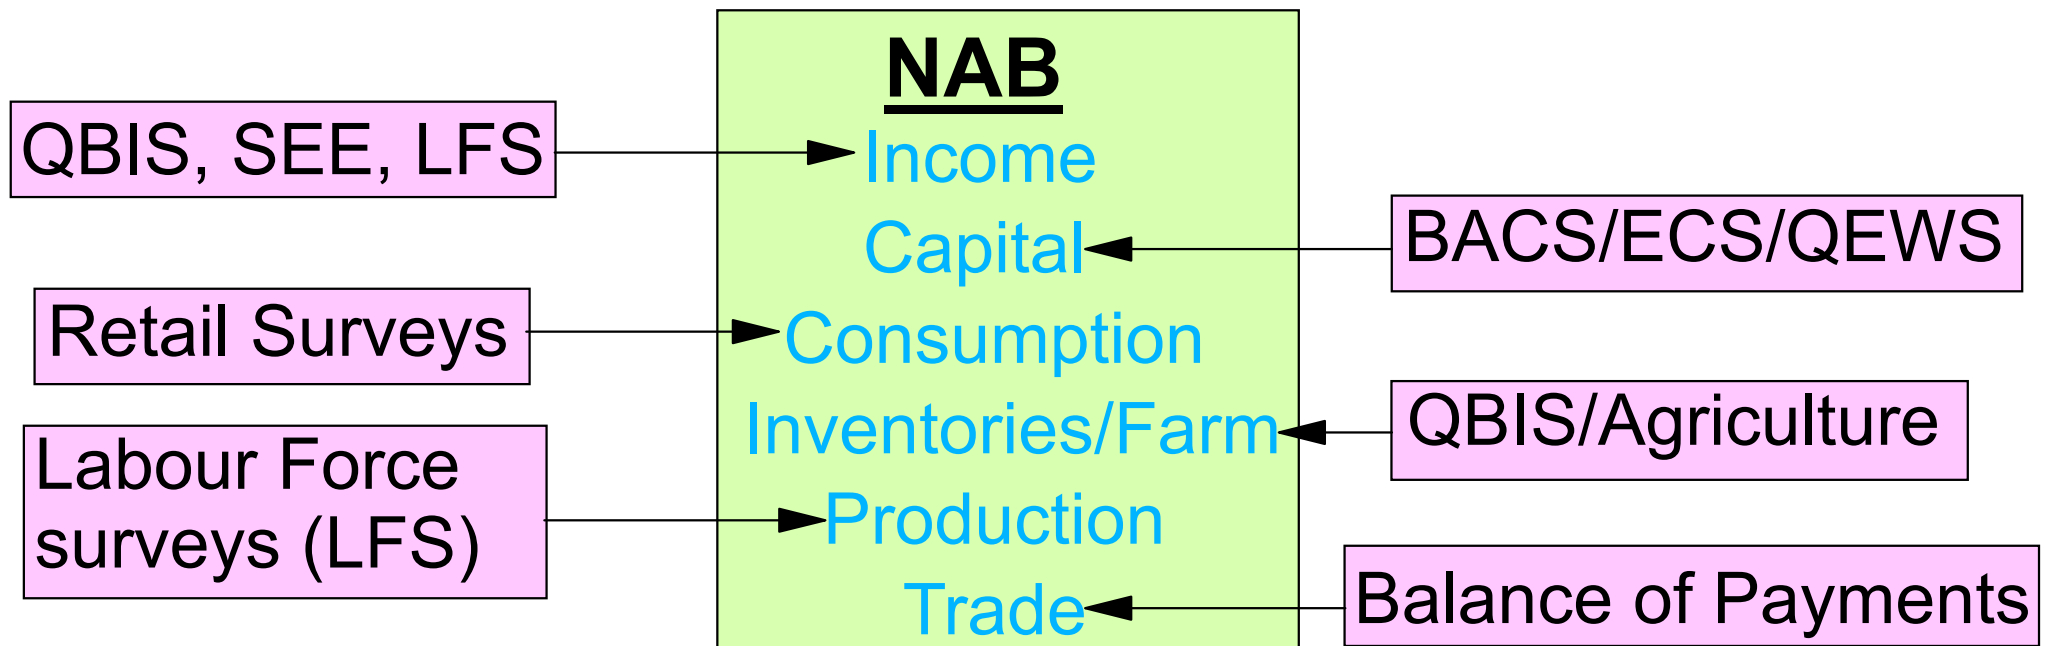 NAB
QBIS, SEE, LFS
Income
Capital
BACS/ECS/QEWS
Retail Surveys
Consumption
Inventories/Farm
QBIS/Agriculture
Labour Force
surveys (LFS)
Production
Trade
Balance of Payments